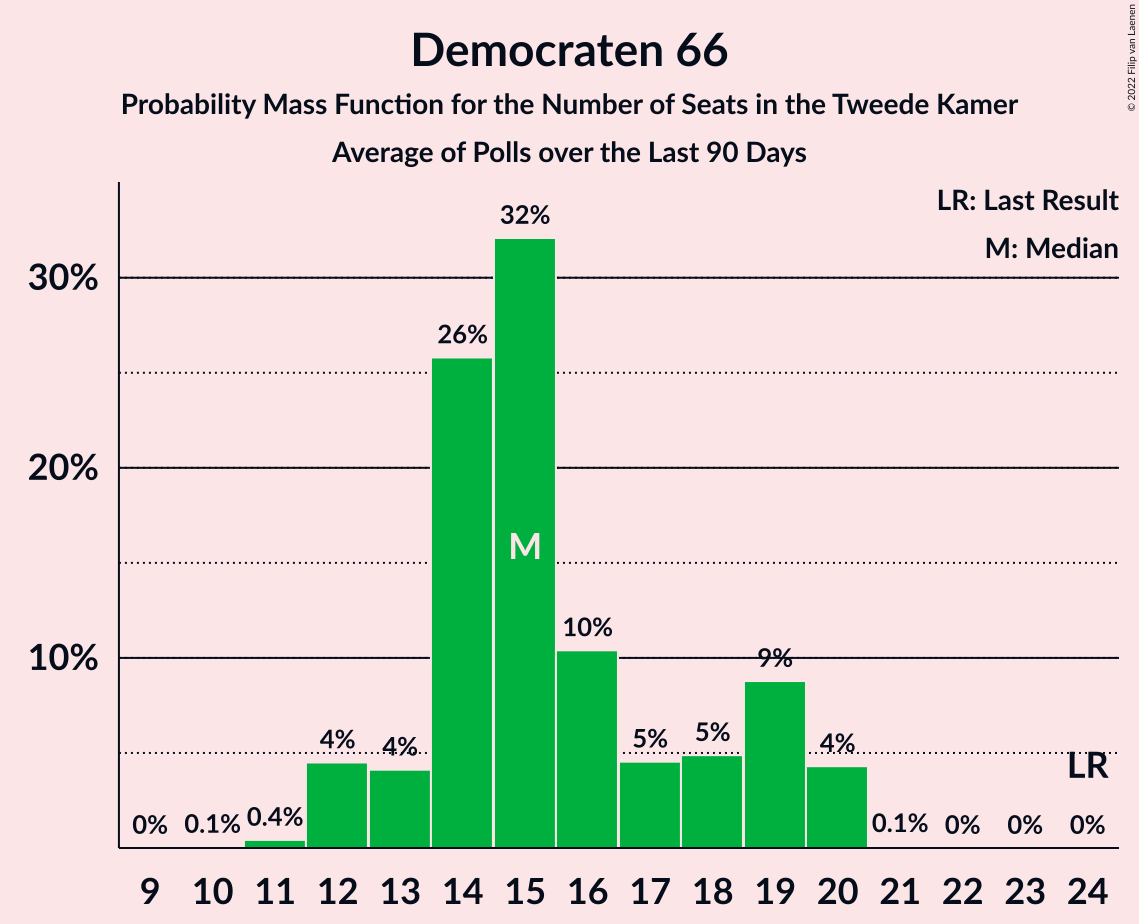 Democraten 66
Probability Mass Function for the Number of Seats in the Tweede Kamer
Average of Polls over the Last 90 Days
© 2022 Filip van Laenen
LR: Last Result
M: Median
30%
20%
10%
0%
0.1%
0.4%
4%
4%
26%
32%
10%
5%
5%
9%
4%
0.1%
0%
0%
0%
M
LR
9 10 11 12 13 14 15 16 17 18 19 20 21 22 23 24